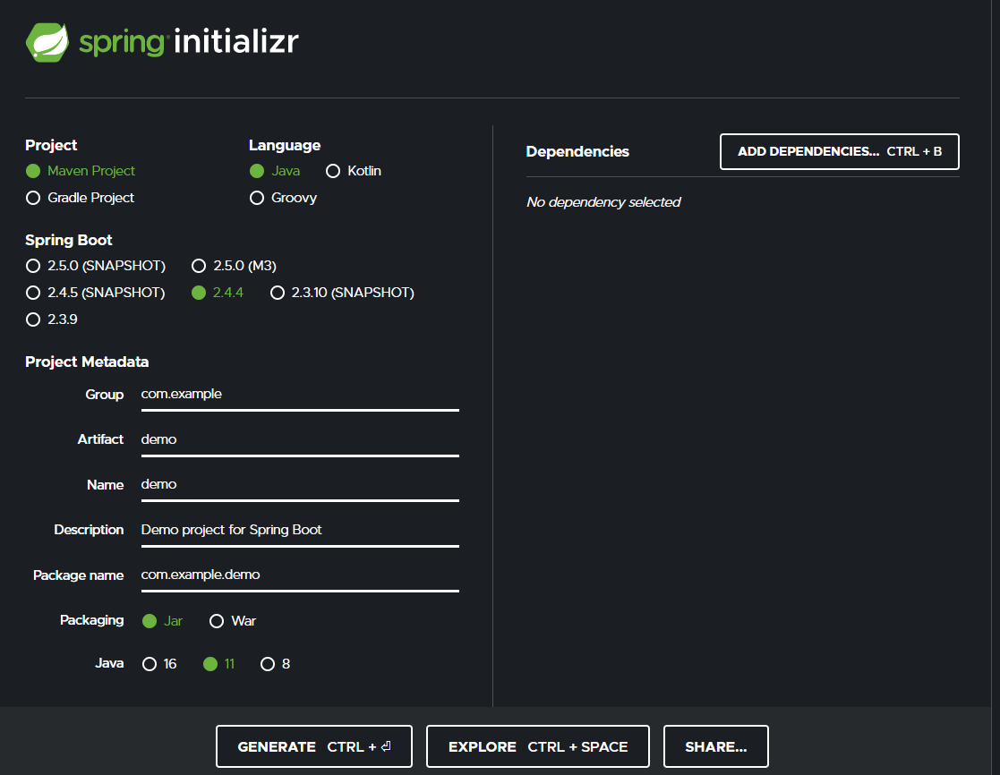 spring initializr
Project
Maven Project
Gradle Project
Language
Java Kotlin
Groovy
Spring Boot
2.5.0 (SNAPSHOT) 2.5.0 (M3)
2.4.5 (SNAPSHOT) 2.4.4 2.3.10 (SNAPSHOT)
2.3.9
Project Metadata
Group com.example
Artifact demo
Name demo
Description Demo project for Spring Boot
Package name com.example.demo
Packaging Jar War
Java 16 11 8
Dependencies
ADD DEPENDENCIES... CTRL + B
No dependency selected
GENERATE CTRL + ⏎
EXPLORE CTRL + SPACE
SHARE...